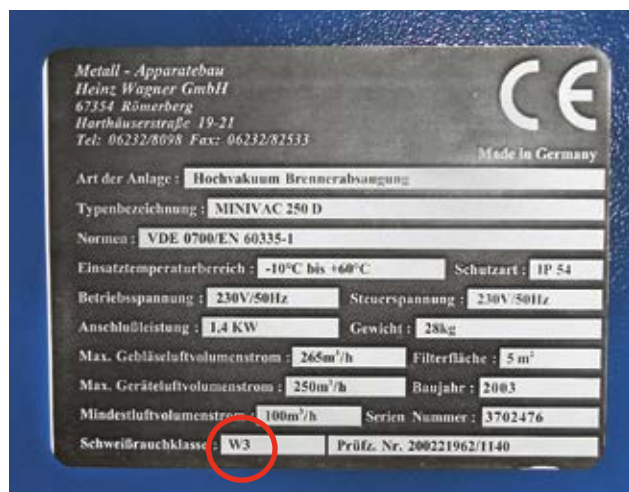 Metall - Apparatebau
Heinz Wagner GmbH
67354 Römerberg
Harthäuserstraße 19-21
Tel: 06232/8098 Fax: 06232/82533
CE
Made in Germany
Art der Anlage : Hochvakuum Brennerabsaugung
Typenbezeichnung : MINIVAC 250 D
Normen : VDE 0700/EN 60335-1
Einsatztemperaturbereich : -10°C bis +60°C Schutzart : IP 54
Betriebsspannung : 230V/50Hz Steuerspannung : 230V/50Hz
Anschlußleistung : 1,4 KW Gewicht : 28kg
Max. Gebläseluftvolumenstrom : 265m³/h Filterfläche : 5 m²
Max. Geräteluftvolumenstrom : 250m³/h Baujahr : 2003
Mindestluftvolumenstrom : 100m³/h Serien Nummer : 3702476
Schweißrauchklasse : W3 Prüfz. Nr. 200221962/1140